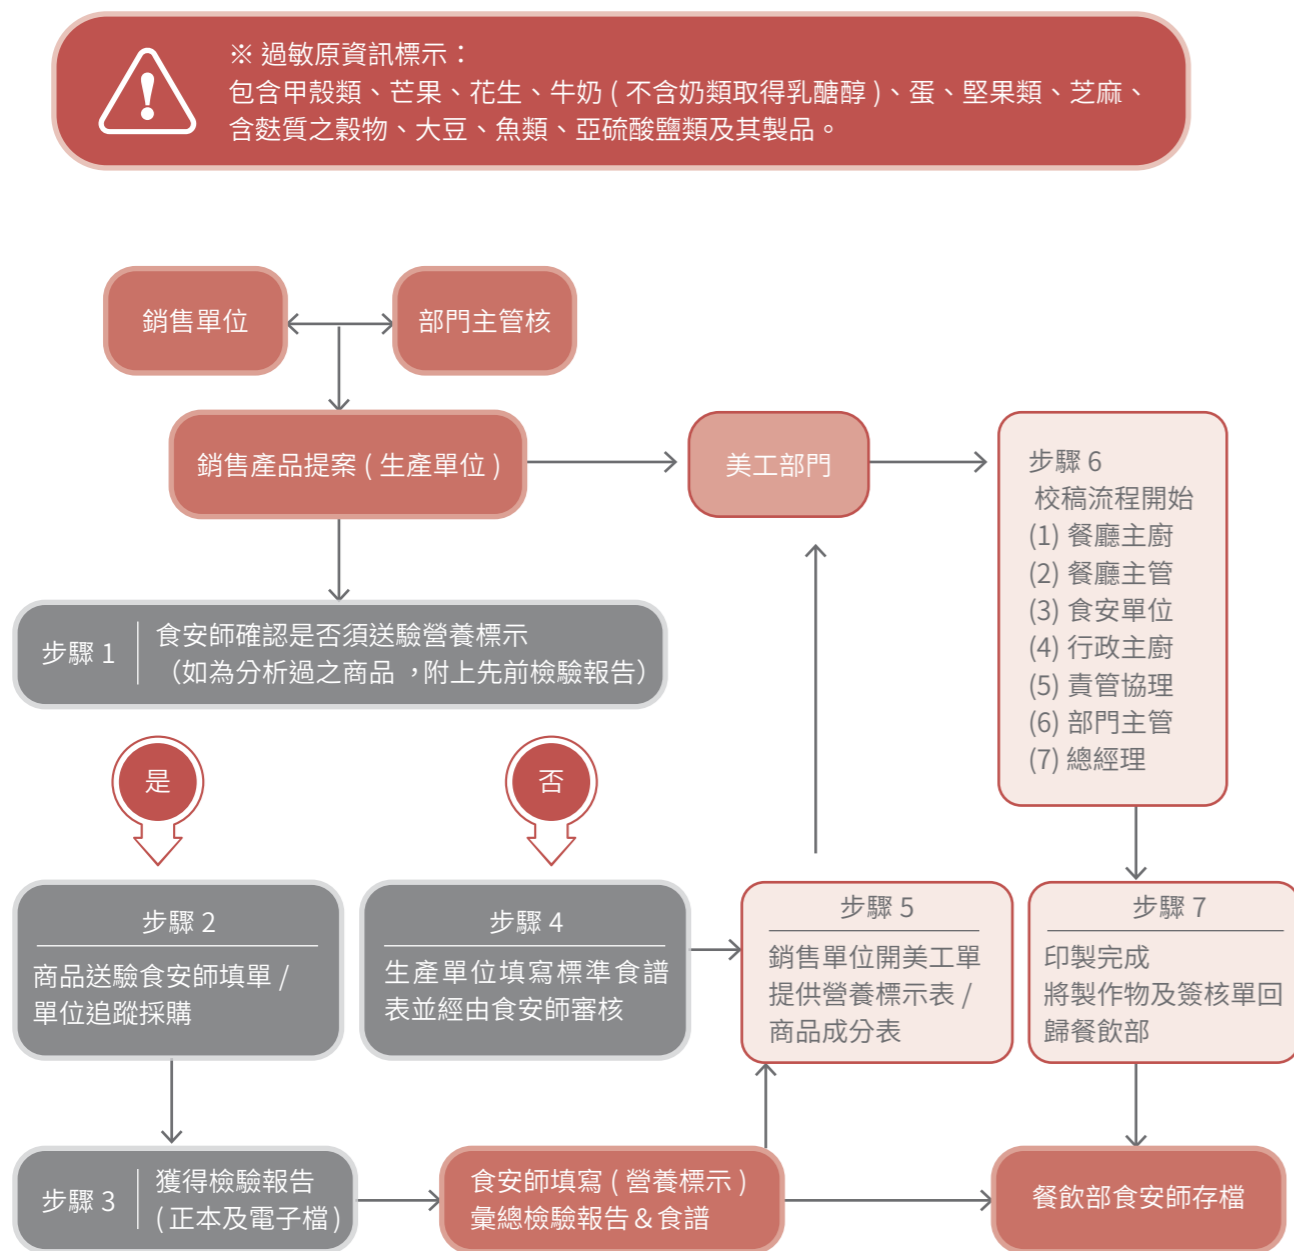 ※ 過敏原資訊標示：
包含甲殼類、芒果、花生、牛奶 ( 不含奶類取得乳醣醇 )、蛋、堅果類、芝麻、
含麩質之穀物、大豆、魚類、亞硫酸鹽類及其製品。
銷售單位
部門主管核
銷售產品提案 ( 生產單位 )
美工部門
步驟 6
校稿流程開始
(1) 餐廳主廚
(2) 餐廳主管
(3) 食安單位
(4) 行政主廚
(5) 責管協理
(6) 部門主管
(7) 總經理
步驟 1
食安師確認是否須送驗營養標示
（如為分析過之商品 ，附上先前檢驗報告）
是
否
步驟 2
商品送驗食安師填單 /
單位追蹤採購
步驟 4
生產單位填寫標準食譜
表並經由食安師審核
步驟 5
銷售單位開美工單
提供營養標示表 /
商品成分表
步驟 7
印製完成
將製作物及簽核單回
歸餐飲部
步驟 3
獲得檢驗報告
( 正本及電子檔 )
食安師填寫 ( 營養標示 )
彙總檢驗報告＆食譜
餐飲部食安師存檔